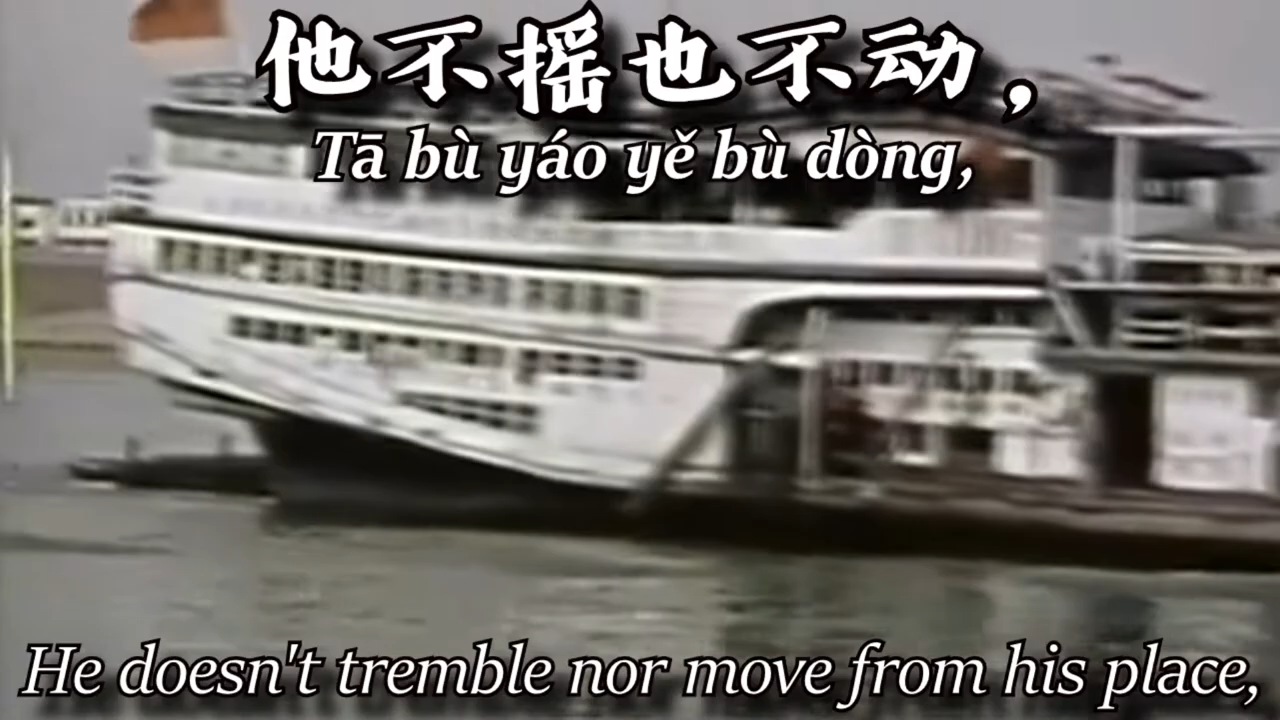 他不摇也不动，
Tā bù yáo yě bù dòng,
He doesn't tremble nor move from his place,